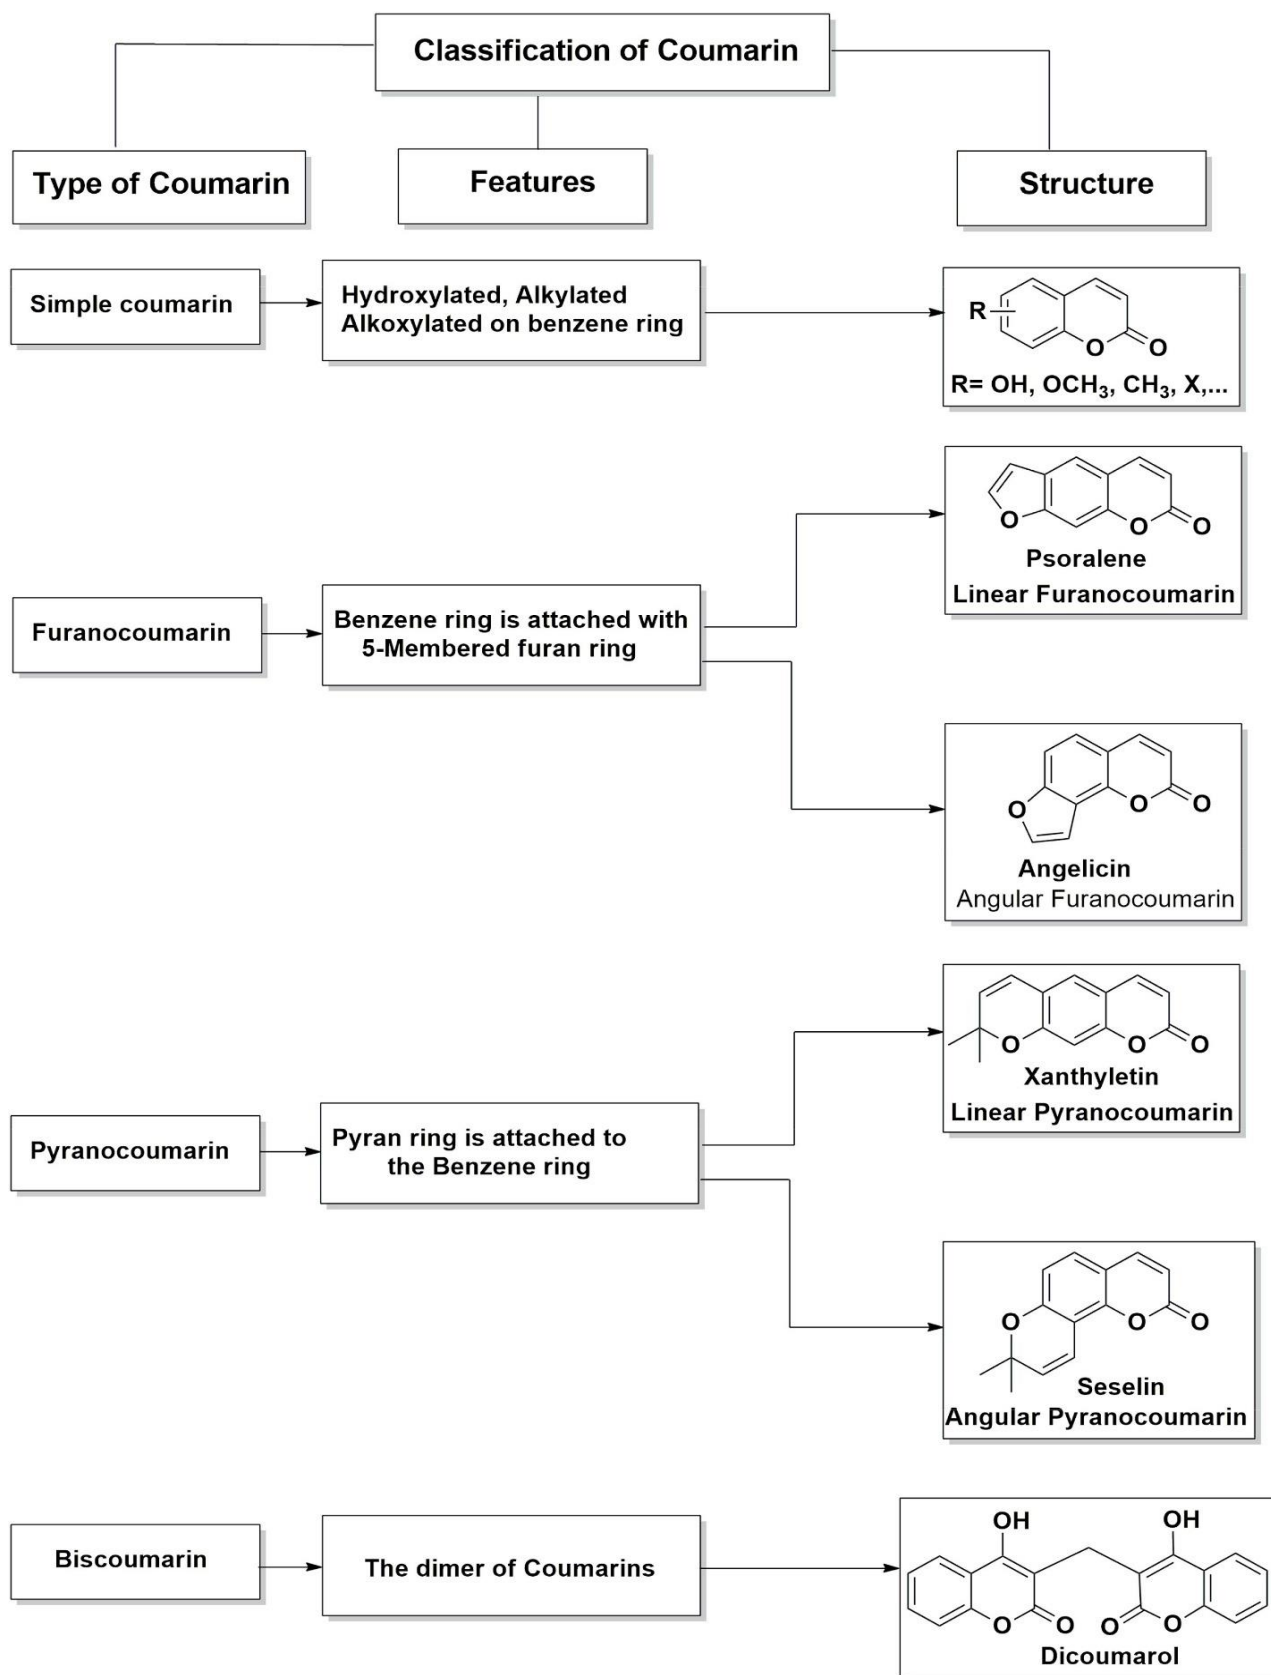 Classification of Coumarin
Type of Coumarin
Features
Structure
Simple coumarin
Hydroxylated, Alkylated
Alkoxylated on benzene ring
R
O
O
R= OH, OCH₃, CH₃, X,...
Furanocoumarin
Benzene ring is attached with
5-Membered furan ring
O
O
O
Psoralene
Linear Furanocoumarin
O
O
O
Angelicin
Angular Furanocoumarin
Pyranocoumarin
Pyran ring is attached to
the Benzene ring
O
O
O
Xanthyletin
Linear Pyranocoumarin
O
O
O
Seselin
Angular Pyranocoumarin
Biscoumarin
The dimer of Coumarins
OH
OH
O
O
O
O
Dicoumarol